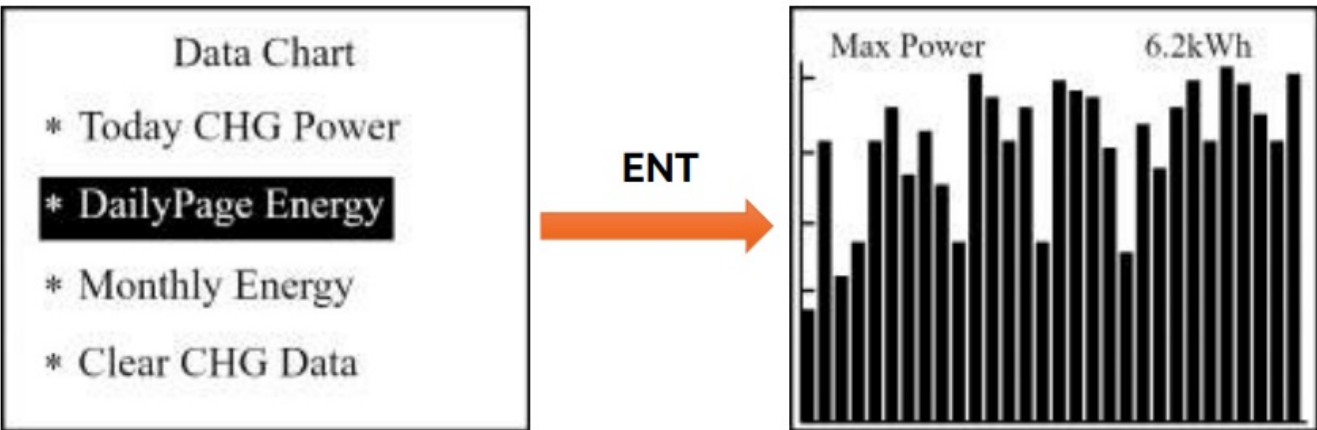 Data Chart
* Today CHG Power
* DailyPage Energy
* Monthly Energy
* Clear CHG Data
ENT
Max Power 6.2kWh